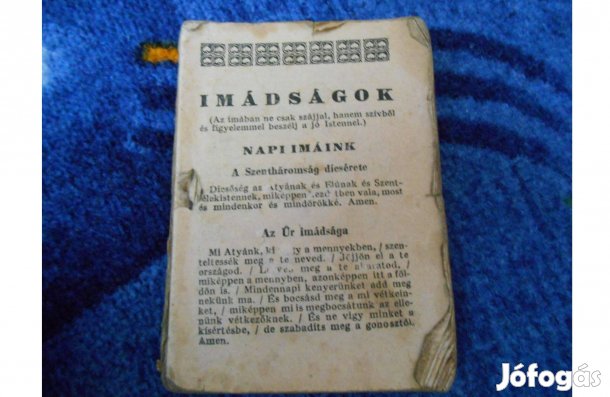 IMÁDSÁGOK
(Az imában ne csak szájjal, hanem szívből
és figyelemmel beszélj a jó Istennel.)
NAPI IMÁINK
A Szentháromság dicsérete
Dicsőség az Atyának és Fiúnak és Szent-
lélekistennek, miképpen vala, most
és mindenkor és mindörökké. Amen.
Az Úr imádsága
Mi Atyánk, ki a mennyekben, / szen-
teltessék meg a te neved. / Jöjjön el a te
országod. / meg a te akaratod, /
miképpen a mennyben, azonképpen itt a föl-
dön is. / Mindennapi kenyerünket add meg
nekünk ma. / És bocsásd meg a mi vétkein-
ket, / miképpen mi is megbocsátunk az elle-
nünk vétkezőknek. / És ne vigy minket a
kísértésbe, / de szabadíts meg a gonosztól.
Amen.
Jófogás